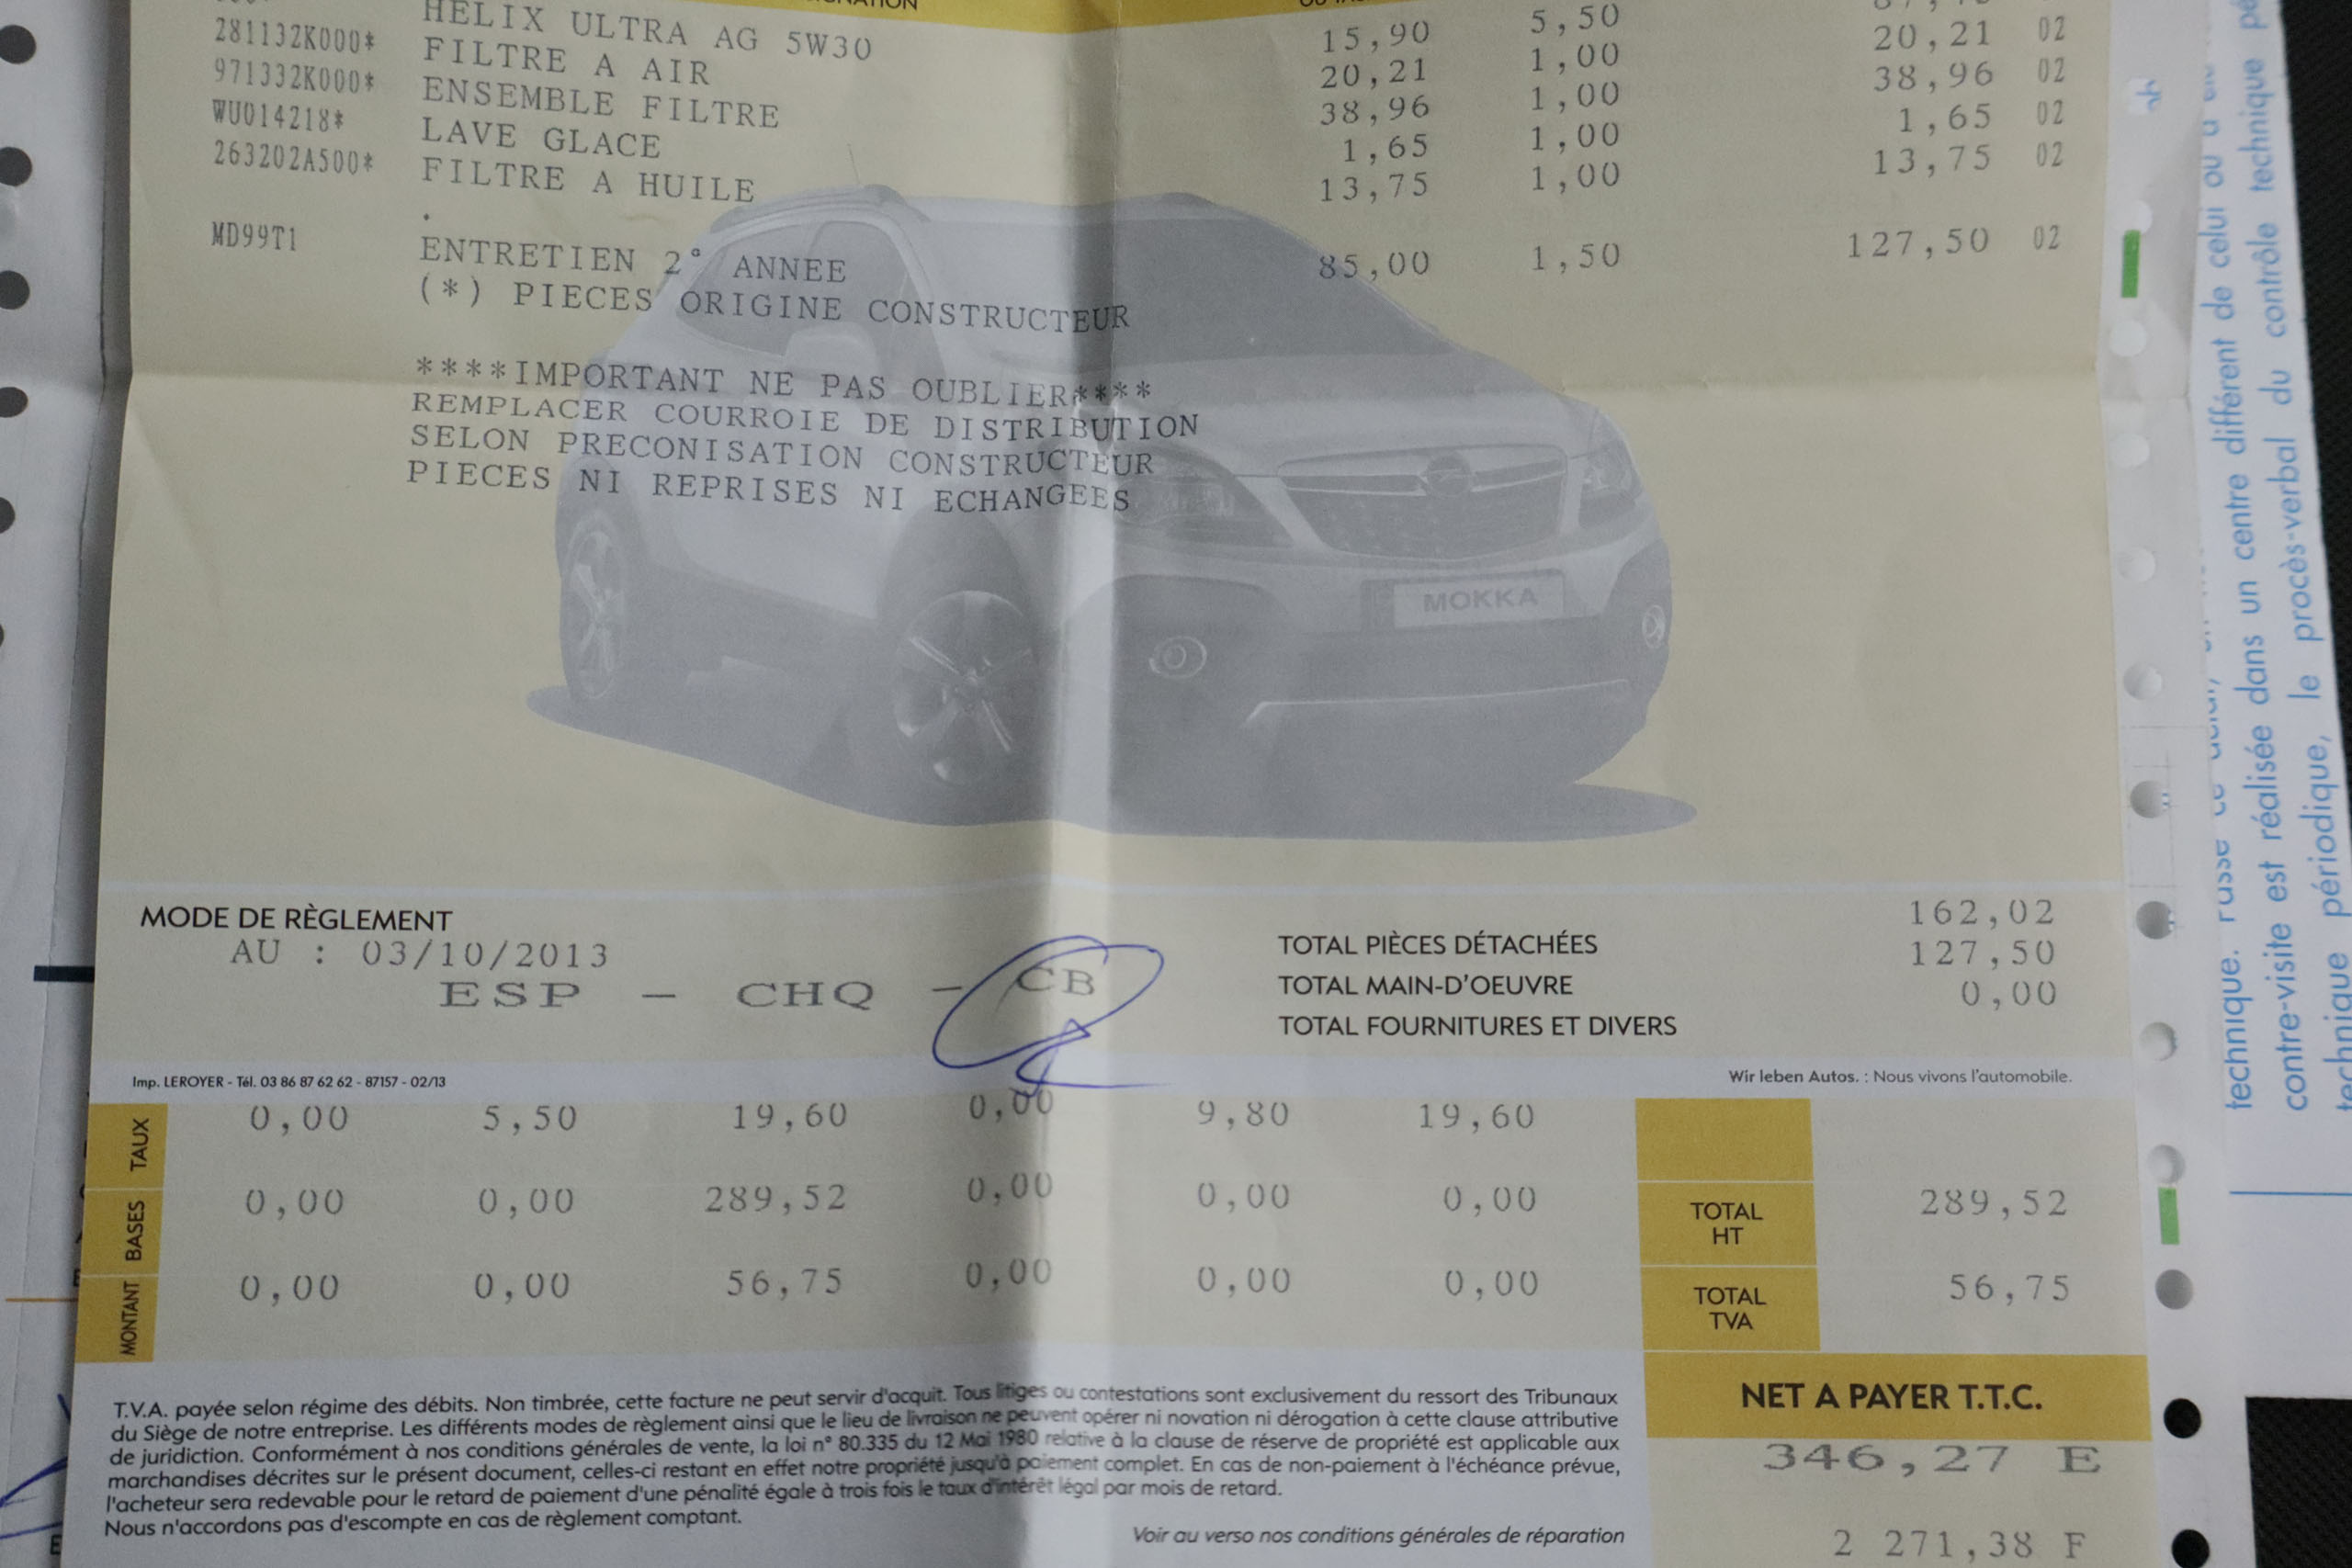 HELIX ULTRA AG 5W30 15,90 5,50
281132K000* FILTRE A AIR 20,21 1,00 20,21 02
971332K000* ENSEMBLE FILTRE 38,96 1,00 38,96 02
WU014218* LAVE GLACE 1,65 1,00 1,65 02
263202A500* FILTRE A HUILE 13,75 1,00 13,75 02
.
MD99T1 ENTRETIEN 2° ANNEE 85,00 1,50 127,50 02
(*) PIECES ORIGINE CONSTRUCTEUR
****IMPORTANT NE PAS OUBLIER****
REMPLACER COURROIE DE DISTRIBUTION
SELON PRECONISATION CONSTRUCTEUR
PIECES NI REPRISES NI ECHANGEES
MOKKA
MODE DE RÈGLEMENT
AU : 03/10/2013
ESP - CHQ - CB
TOTAL PIÈCES DÉTACHÉES 162,02
TOTAL MAIN-D'OEUVRE 127,50
TOTAL FOURNITURES ET DIVERS 0,00
Imp. LEROYER - Tél. 03 86 87 62 62 - 87157 - 02/13
Wir leben Autos. : Nous vivons l'automobile.
TAUX 0,00 5,50 19,60 0,00 9,80 19,60
BASES 0,00 0,00 289,52 0,00 0,00 0,00 TOTAL HT 289,52
MONTANT 0,00 0,00 56,75 0,00 0,00 0,00 TOTAL TVA 56,75
NET A PAYER T.T.C.
346,27 E
2 271,38 F
T.V.A. payée selon régime des débits. Non timbrée, cette facture ne peut servir d'acquit. Tous litiges ou contestations sont exclusivement du ressort des Tribunaux
du Siège de notre entreprise. Les différents modes de règlement ainsi que le lieu de livraison ne peuvent opérer ni novation ni dérogation à cette clause attributive
de juridiction. Conformément à nos conditions générales de vente, la loi n° 80.335 du 12 Mai 1980 relative à la clause de réserve de propriété est applicable aux
marchandises décrites sur le présent document, celles-ci restant en effet notre propriété jusqu'à paiement complet. En cas de non-paiement à l'échéance prévue,
l'acheteur sera redevable pour le retard de paiement d'une pénalité égale à trois fois le taux d'intérêt légal par mois de retard.
Nous n'accordons pas d'escompte en cas de règlement comptant.
Voir au verso nos conditions générales de réparation
technique. de celui ou
contre-visite est réalisée dans un centre différent
périodique, le procès-verbal du contrôle technique
technique